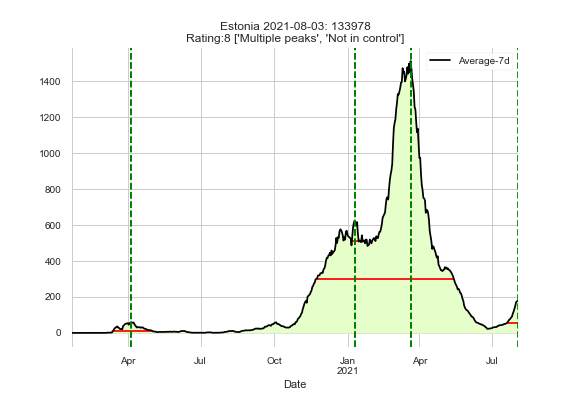 Estonia 2021-08-03: 133978
Rating:8 ['Multiple peaks', 'Not in control']
Average-7d
1400
1200
1000
800
600
400
200
0
Apr
Jul
Oct
Jan
2021
Apr
Jul
Date